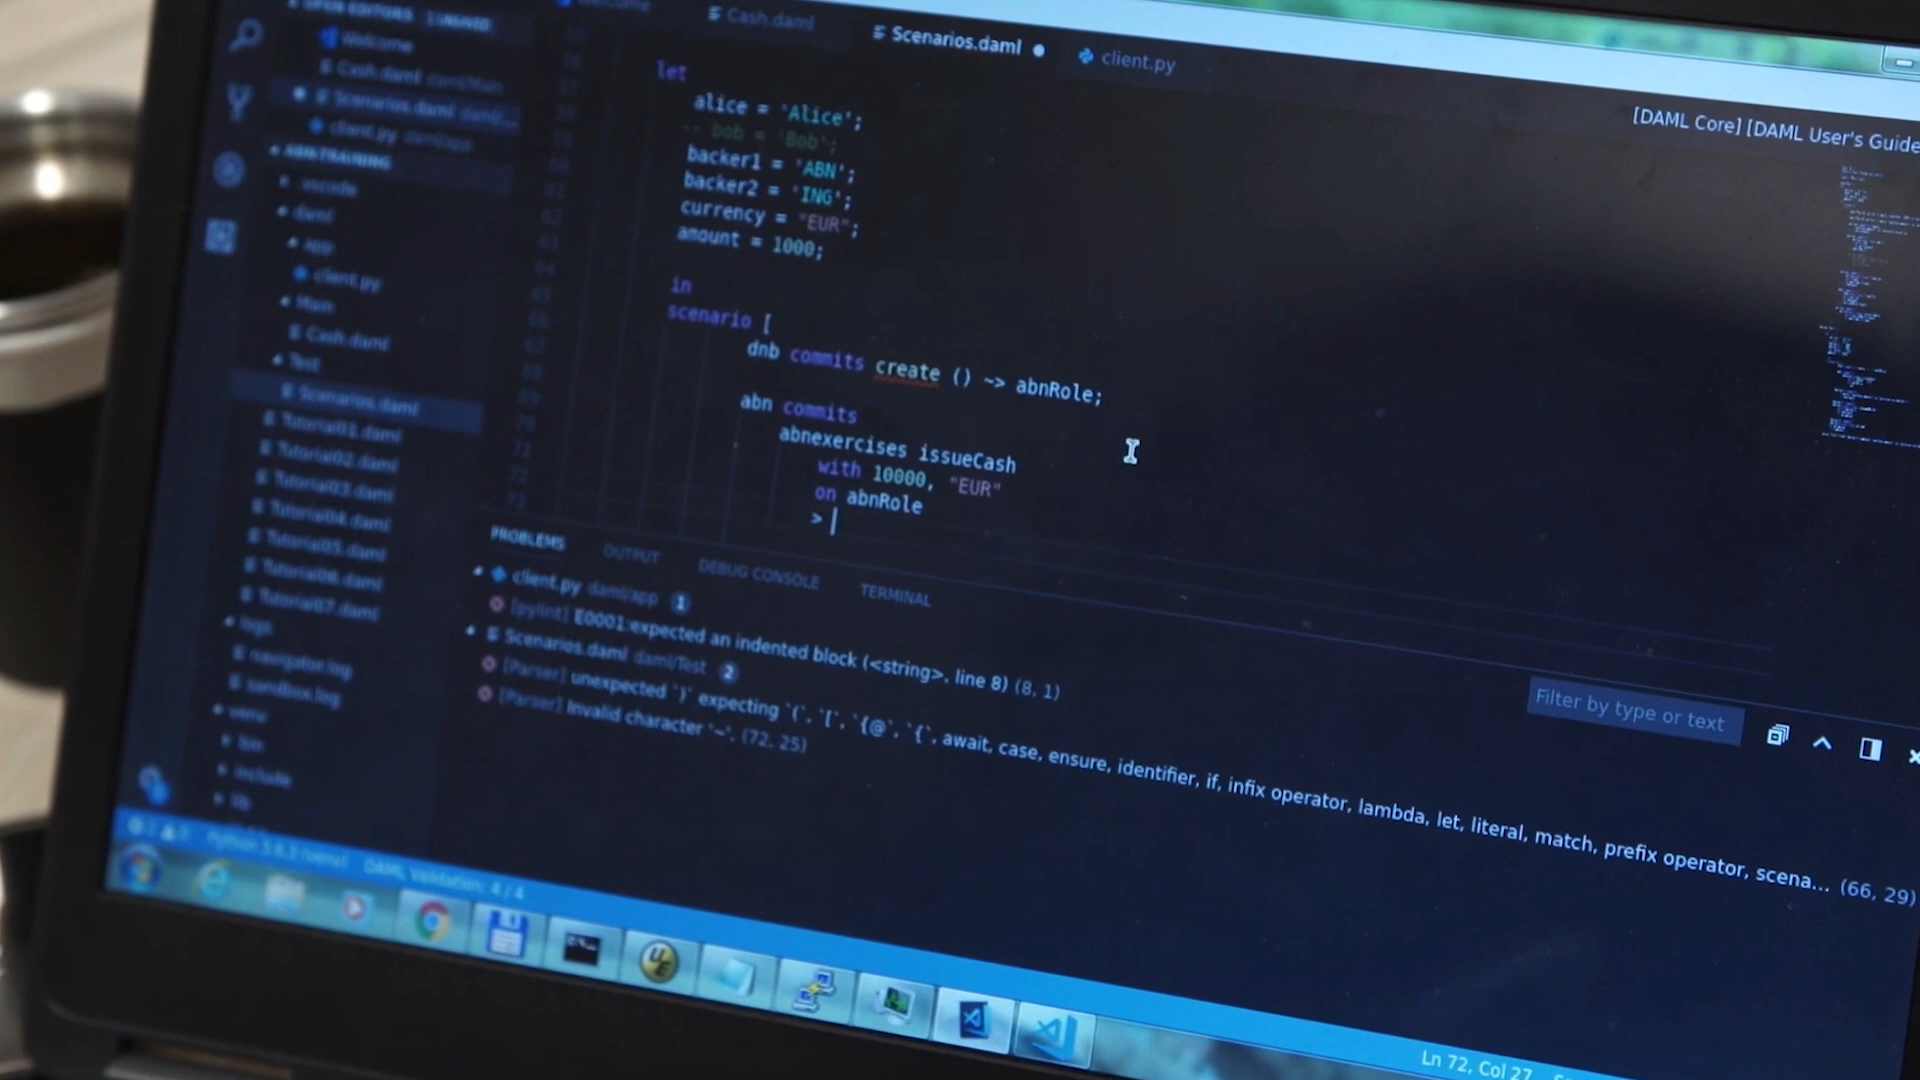 OPEN EDITORS 1 UNSAVED
Welcome
Cash.daml daml/Main
Scenarios.daml daml/...
client.py daml/app
ABN-TRAINING
.vscode
daml
app
client.py
Main
Cash.daml
Test
Scenarios.daml
Tutorial01.daml
Tutorial02.daml
Tutorial03.daml
Tutorial04.daml
Tutorial05.daml
Tutorial06.daml
Tutorial07.daml
logs
navigator.log
sandbox.log
venv
bin
include
lib
Welcome
Cash.daml
Scenarios.daml
client.py
[DAML Core] [DAML User's Guide
let
alice = 'Alice';
-- bob = 'Bob';
backer1 = 'ABN';
backer2 = 'ING';
currency = "EUR";
amount = 1000;
in
scenario [
dnb commits create () ~> abnRole;
abn commits
abnexercises issueCash
with 10000, "EUR"
on abnRole
>
PROBLEMS OUTPUT DEBUG CONSOLE TERMINAL
Filter by type or text
client.py daml/app 1
[pylint] E0001:expected an indented block (<string>, line 8) (8, 1)
Scenarios.daml daml/Test 2
[Parser] unexpected `)` expecting `(`, `[`, `{@`, `{`, await, case, ensure, identifier, if, infix operator, lambda, let, literal, match, prefix operator, scena... (66, 29)
[Parser] Invalid character '~'. (72, 25)
Python 3.6.3 (venv) DAML Validation: 4 / 4
Ln 72, Col 27